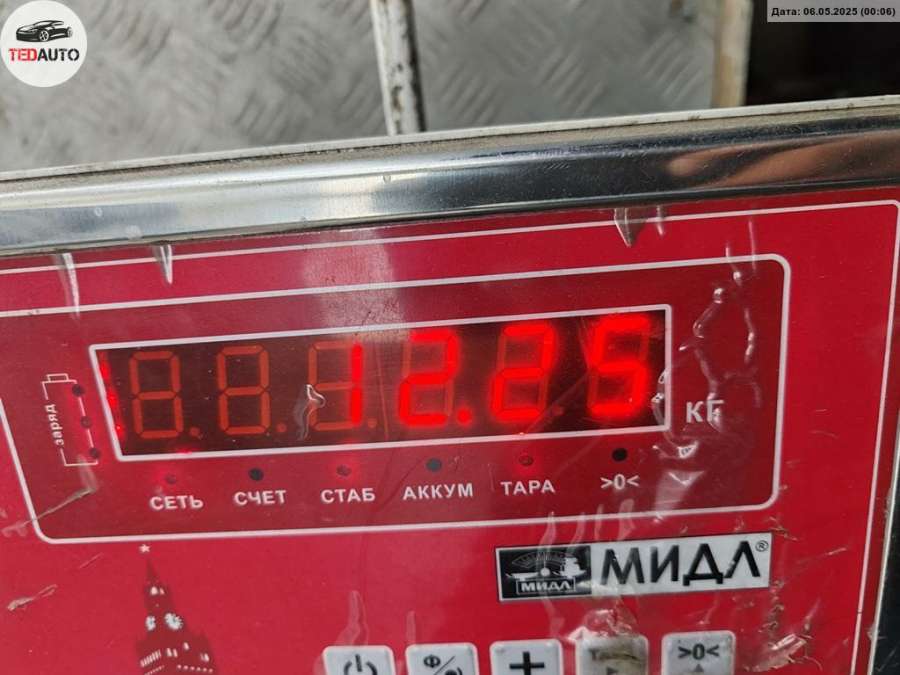 TEDAUTO
Дата: 06.05.2025 (00:06)
12.25
КГ
заряд
СЕТЬ СЧЕТ СТАБ АККУМ ТАРА >0<
МИДЛ МИДЛ®
>0<